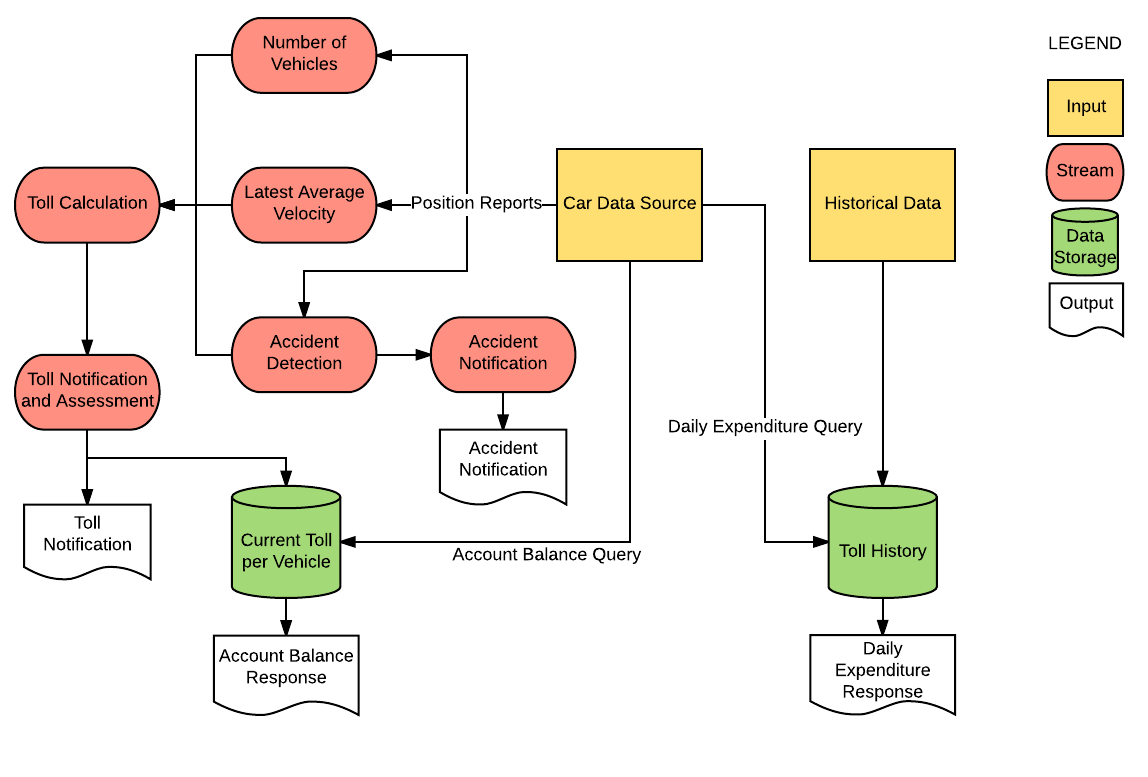 Number of
Vehicles
LEGEND
Input
Stream
Data
Storage
Output
Toll Calculation
Latest Average
Velocity
Position Reports
Car Data Source
Historical Data
Accident
Detection
Accident
Notification
Toll Notification
and Assessment
Daily Expenditure Query
Accident
Notification
Toll
Notification
Current Toll
per Vehicle
Account Balance Query
Toll History
Account Balance
Response
Daily
Expenditure
Response